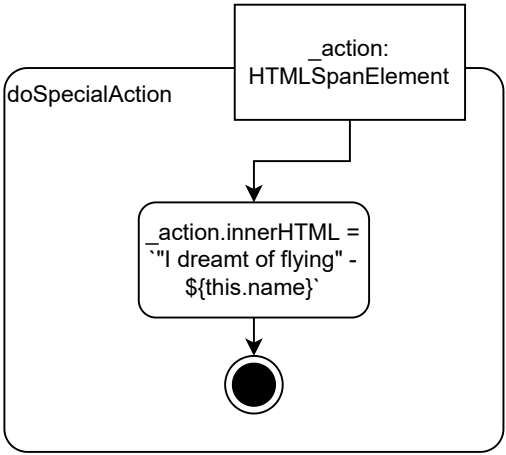 _action:
HTMLSpanElement
doSpecialAction
_action.innerHTML =
`"I dreamt of flying" -
${this.name}`